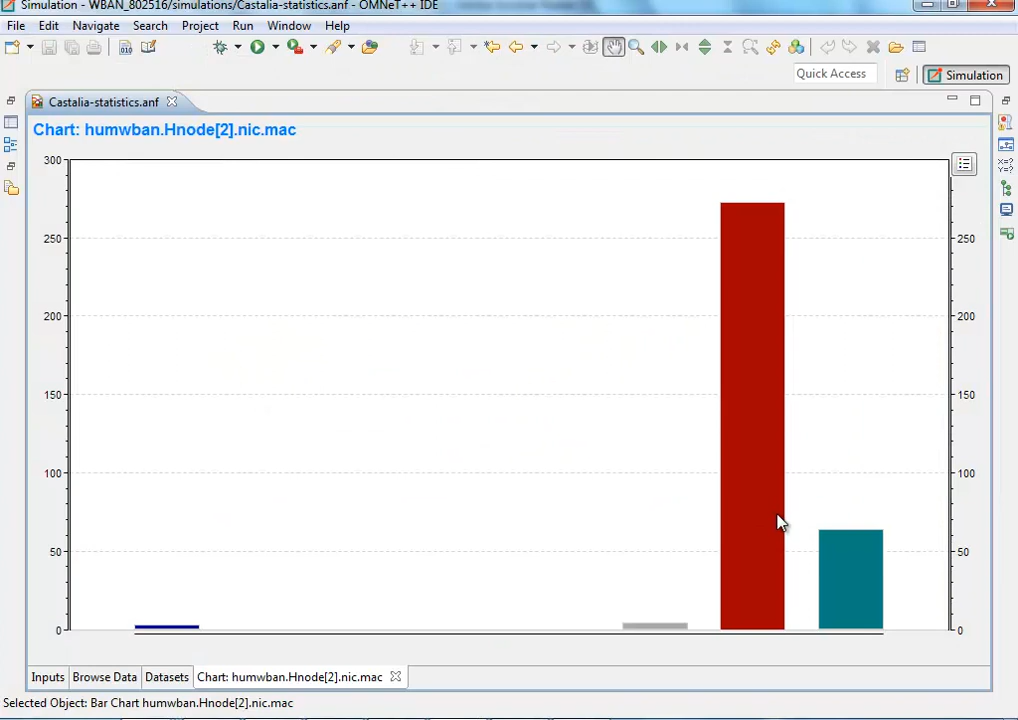 Simulation - WBAN_802516/simulations/Castalia-statistics.anf - OMNeT++ IDE
File Edit Navigate Search Project Run Window Help
010
Quick Access
Simulation
Castalia-statistics.anf
Chart: humwban.Hnode[2].nic.mac
X=?
Y=?
300
250 250
200 200
150 150
100 100
50 50
0 0
Inputs Browse Data Datasets Chart: humwban.Hnode[2].nic.mac
Selected Object: Bar Chart humwban.Hnode[2].nic.mac